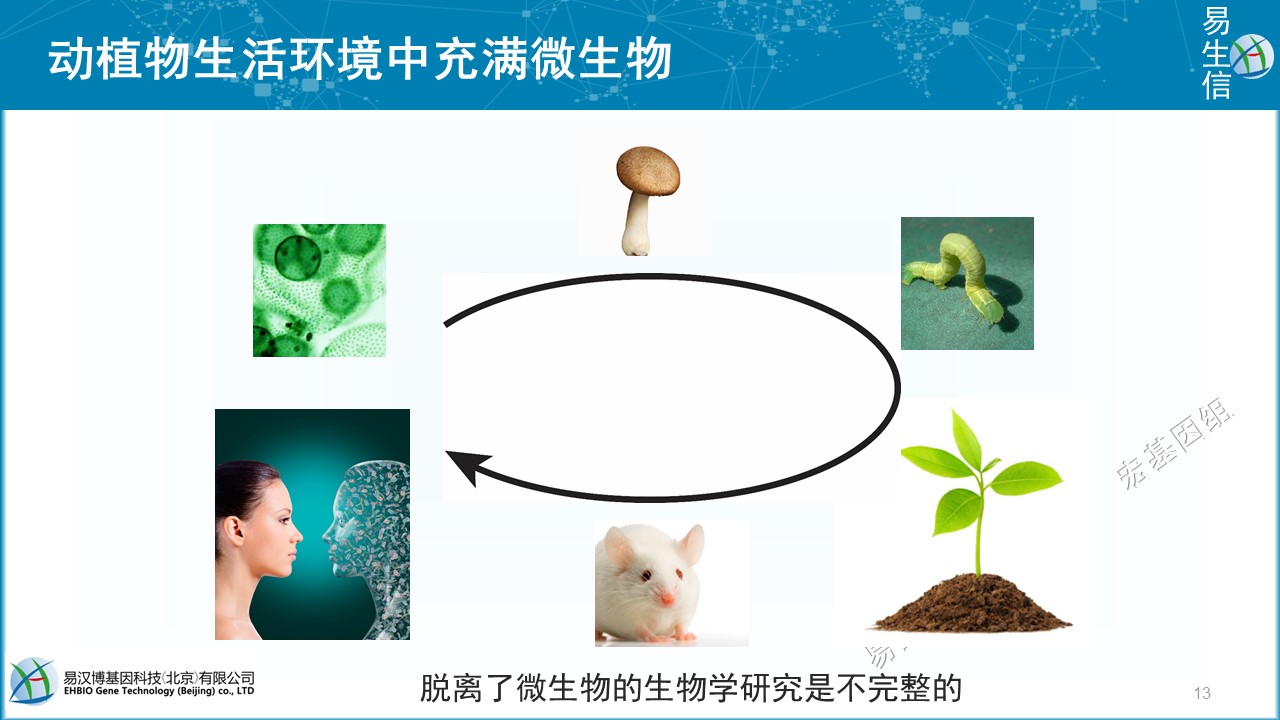 动植物生活环境中充满微生物
易生信
宏基因组
易汉博基因科技(北京)有限公司
EHBIO Gene Technology (Beijing) co., LTD
脱离了微生物的生物学研究是不完整的
13